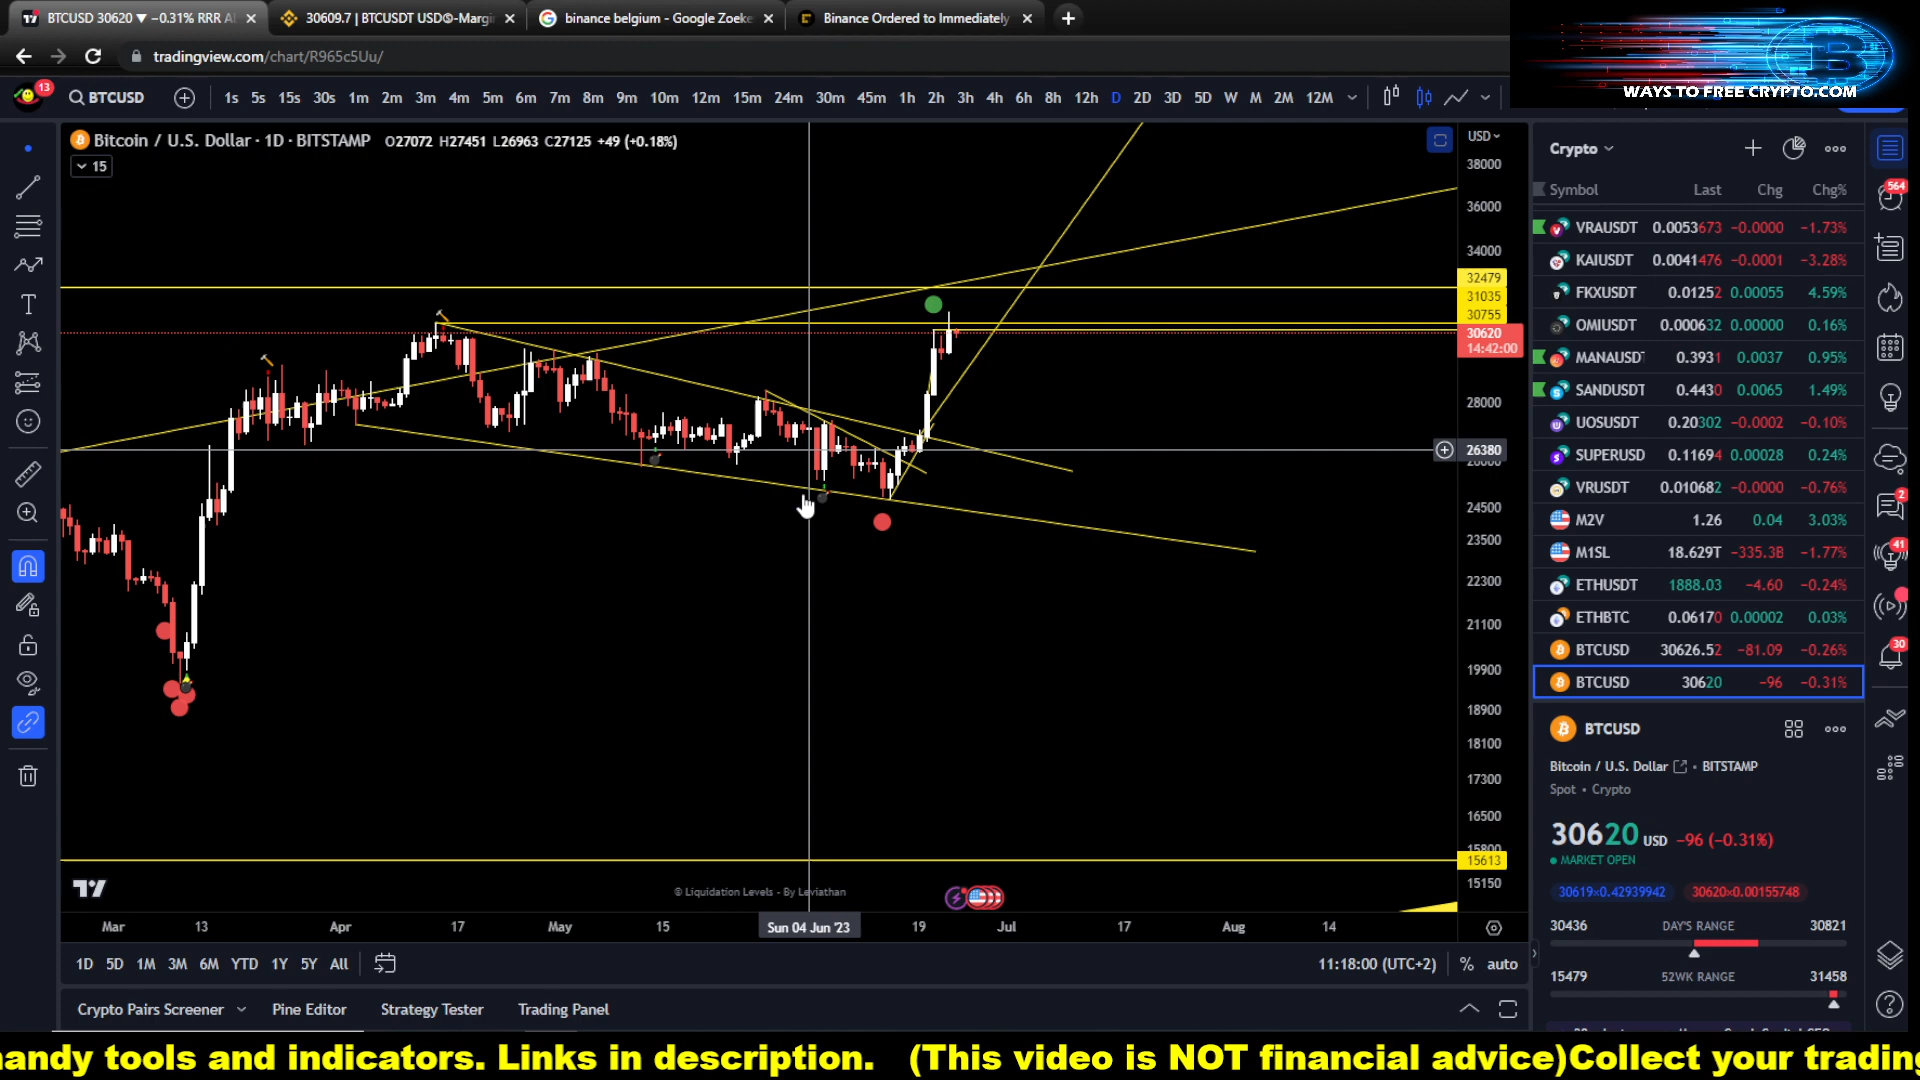 BTCUSD 30620 ▼ −0.31% RRR
30609.7 | BTCUSDT USD©-Margi
binance belgium - Google Zoeke
Binance Ordered to Immediately
tradingview.com/chart/R965c5Uu/
WAYS TO FREE CRYPTO.COM
13
BTCUSD
1s 5s 15s 30s 1m 2m 3m 4m 5m 6m 7m 8m 9m 10m 12m 15m 24m 30m 45m 1h 2h 3h 4h 6h 8h 12h D 2D 3D 5D W M 2M 12M
Bitcoin / U.S. Dollar · 1D · BITSTAMP O27072 H27451 L26963 C27125 +49 (+0.18%)
15
USD
38000
36000
34000
32479
31035
30755
30620
14:42:00
28000
26380
24500
23500
22300
21100
19900
18900
18100
17300
16500
15613
15150
© Liquidation Levels - By Leviathan
Mar 13 Apr 17 May 15 Sun 04 Jun '23 19 Jul 17 Aug 14
1D 5D 1M 3M 6M YTD 1Y 5Y All
11:18:00 (UTC+2) % auto
Crypto Pairs Screener Pine Editor Strategy Tester Trading Panel
Crypto
Symbol Last Chg Chg%
VRAUSDT 0.0053673 −0.0000 −1.73%
KAIUSDT 0.0041476 −0.0001 −3.28%
FKXUSDT 0.01252 0.00055 4.59%
OMIUSDT 0.000632 0.00000 0.16%
MANAUSDT 0.3931 0.0037 0.95%
SANDUSDT 0.4430 0.0065 1.49%
UOSUSDT 0.20302 −0.0002 −0.10%
SUPERUSD 0.11694 0.00028 0.24%
VRUSDT 0.010682 −0.0000 −0.76%
M2V 1.26 0.04 3.03%
M1SL 18.629T −335.3B −1.77%
ETHUSDT 1888.03 −4.60 −0.24%
ETHBTC 0.06170 0.00002 0.03%
BTCUSD 30626.52 −81.09 −0.26%
BTCUSD 30620 −96 −0.31%
BTCUSD
Bitcoin / U.S. Dollar • BITSTAMP
Spot • Crypto
30620 USD −96 (−0.31%)
MARKET OPEN
30619×0.42939942 30620×0.00155748
30436 DAY'S RANGE 30821
15479 52WK RANGE 31458
564
2
41
30
handy tools and indicators. Links in description. (This video is NOT financial advice)Collect your trading